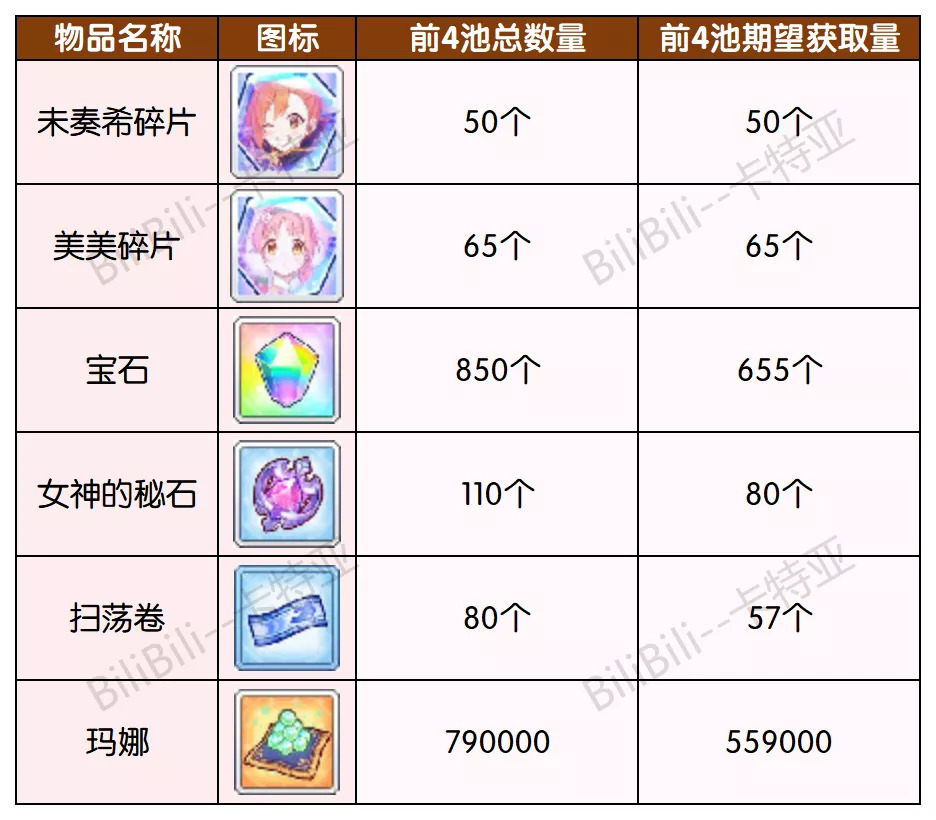 物品名称 图标 前4池总数量 前4池期望获取量
未奏希碎片 50个 50个
美美碎片 65个 65个
宝石 850个 655个
女神的秘石 110个 80个
扫荡卷 80个 57个
玛娜 790000 559000
BiliBili--卡特亚
BiliBili--卡特亚
BiliBili--卡特亚
BiliBili--卡特亚